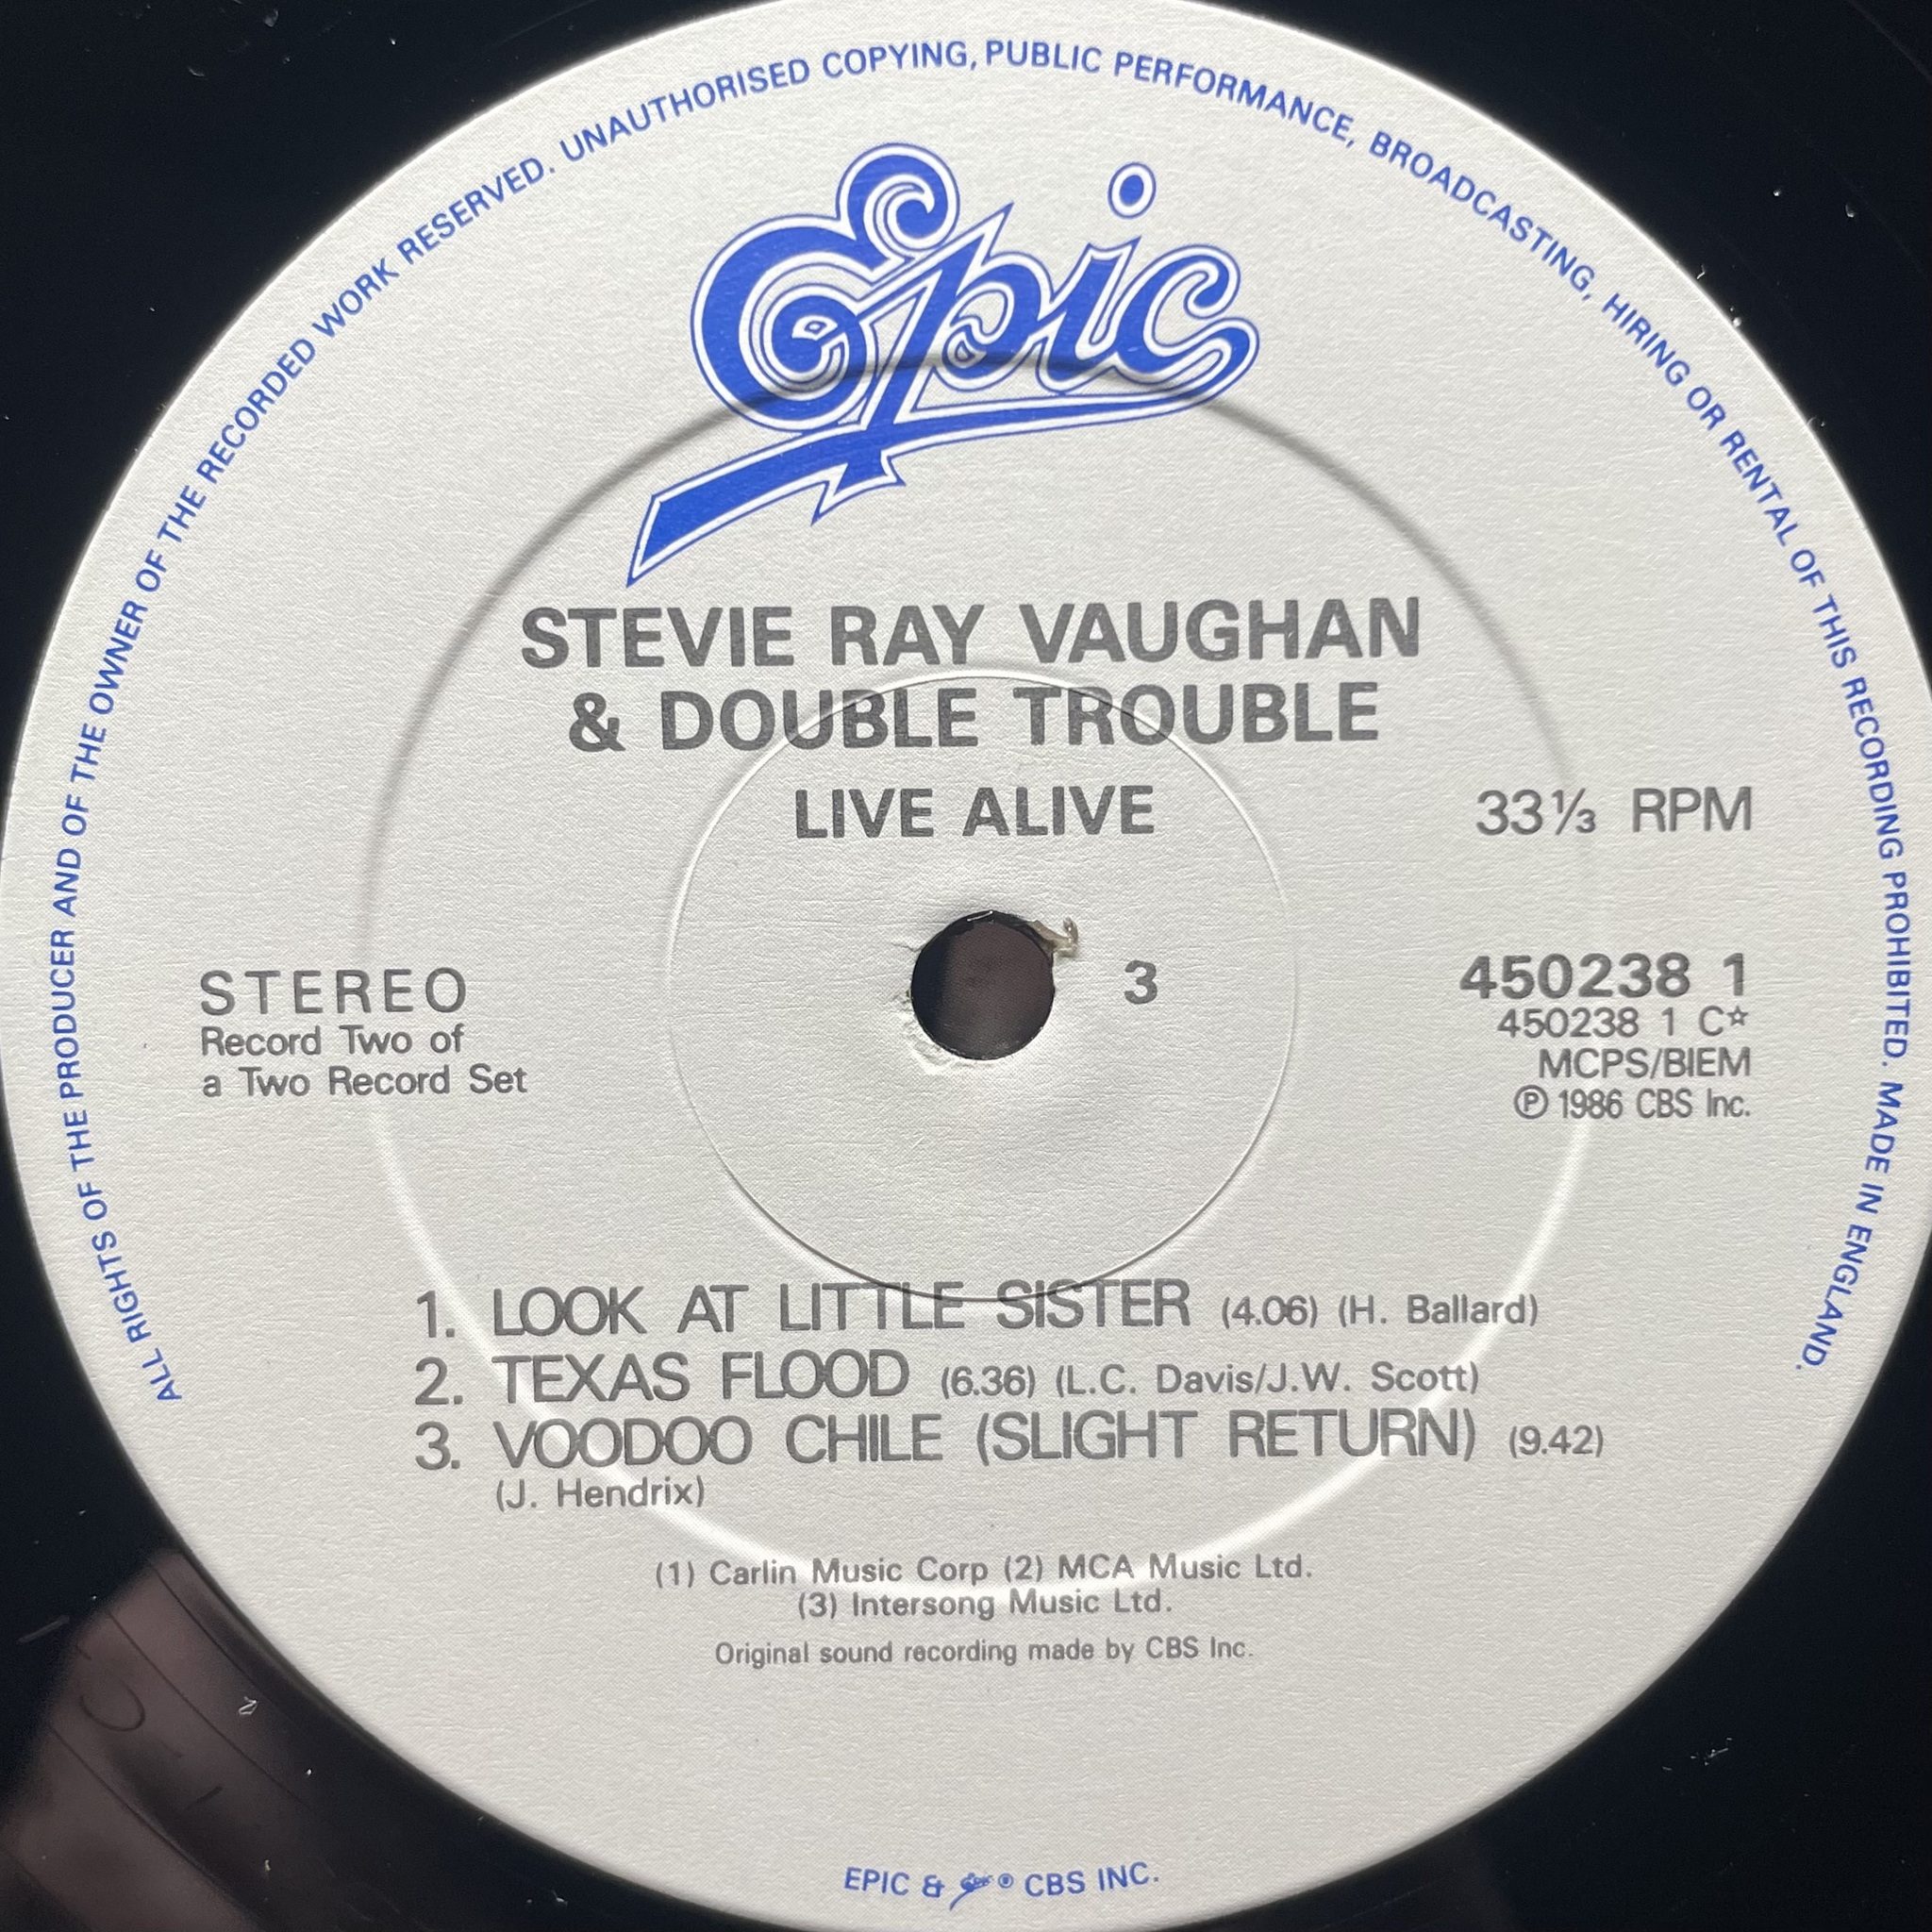 ALL RIGHTS OF THE PRODUCER AND OF THE OWNER OF THE RECORDED WORK RESERVED. UNAUTHORISED COPYING, PUBLIC PERFORMANCE, BROADCASTING, HIRING OR RENTAL OF THIS RECORDING PROHIBITED. MADE IN ENGLAND.
Epic
STEVIE RAY VAUGHAN
& DOUBLE TROUBLE
LIVE ALIVE
33⅓ RPM
STEREO
Record Two of
a Two Record Set
3
450238 1
450238 1 C☆
MCPS/BIEM
℗ 1986 CBS Inc.
1. LOOK AT LITTLE SISTER (4.06) (H. Ballard)
2. TEXAS FLOOD (6.36) (L.C. Davis/J.W. Scott)
3. VOODOO CHILE (SLIGHT RETURN) (9.42)
(J. Hendrix)
(1) Carlin Music Corp (2) MCA Music Ltd.
(3) Intersong Music Ltd.
Original sound recording made by CBS Inc.
EPIC & Epic ® CBS INC.